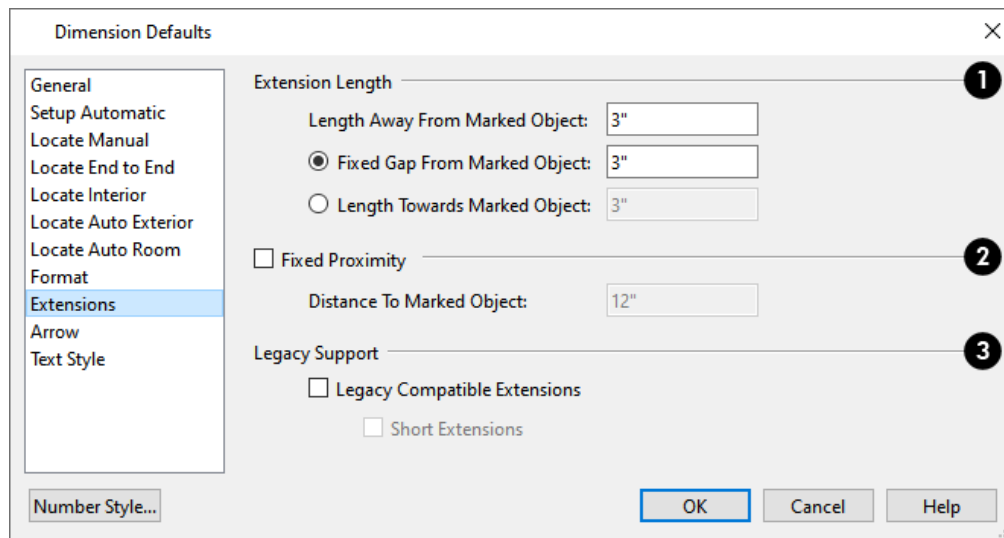 Dimension Defaults
General
Setup Automatic
Locate Manual
Locate End to End
Locate Interior
Locate Auto Exterior
Locate Auto Room
Format
Extensions
Arrow
Text Style
Extension Length 1
Length Away From Marked Object: 3"
Fixed Gap From Marked Object: 3"
Length Towards Marked Object: 3"
Fixed Proximity 2
Distance To Marked Object: 12"
Legacy Support 3
Legacy Compatible Extensions
Short Extensions
Number Style... OK Cancel Help